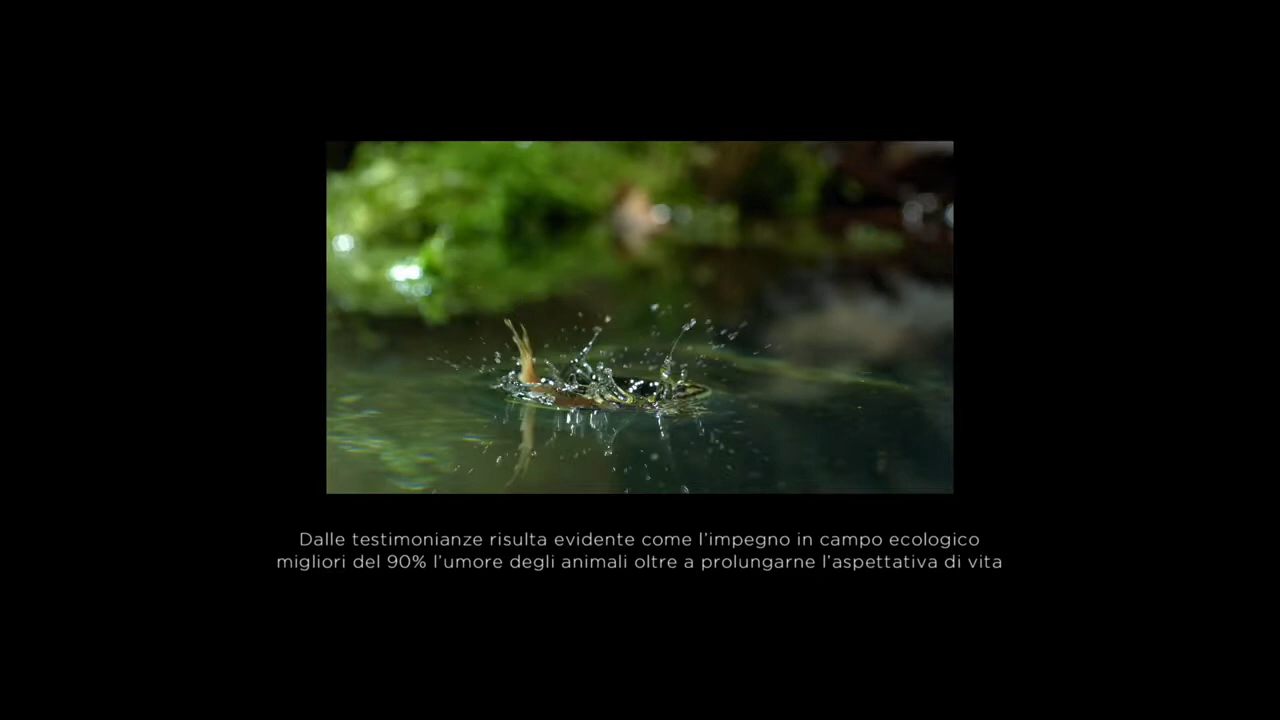 Dalle testimonianze risulta evidente come l’impegno in campo ecologico
migliori del 90% l’umore degli animali oltre a prolungarne l’aspettativa di vita